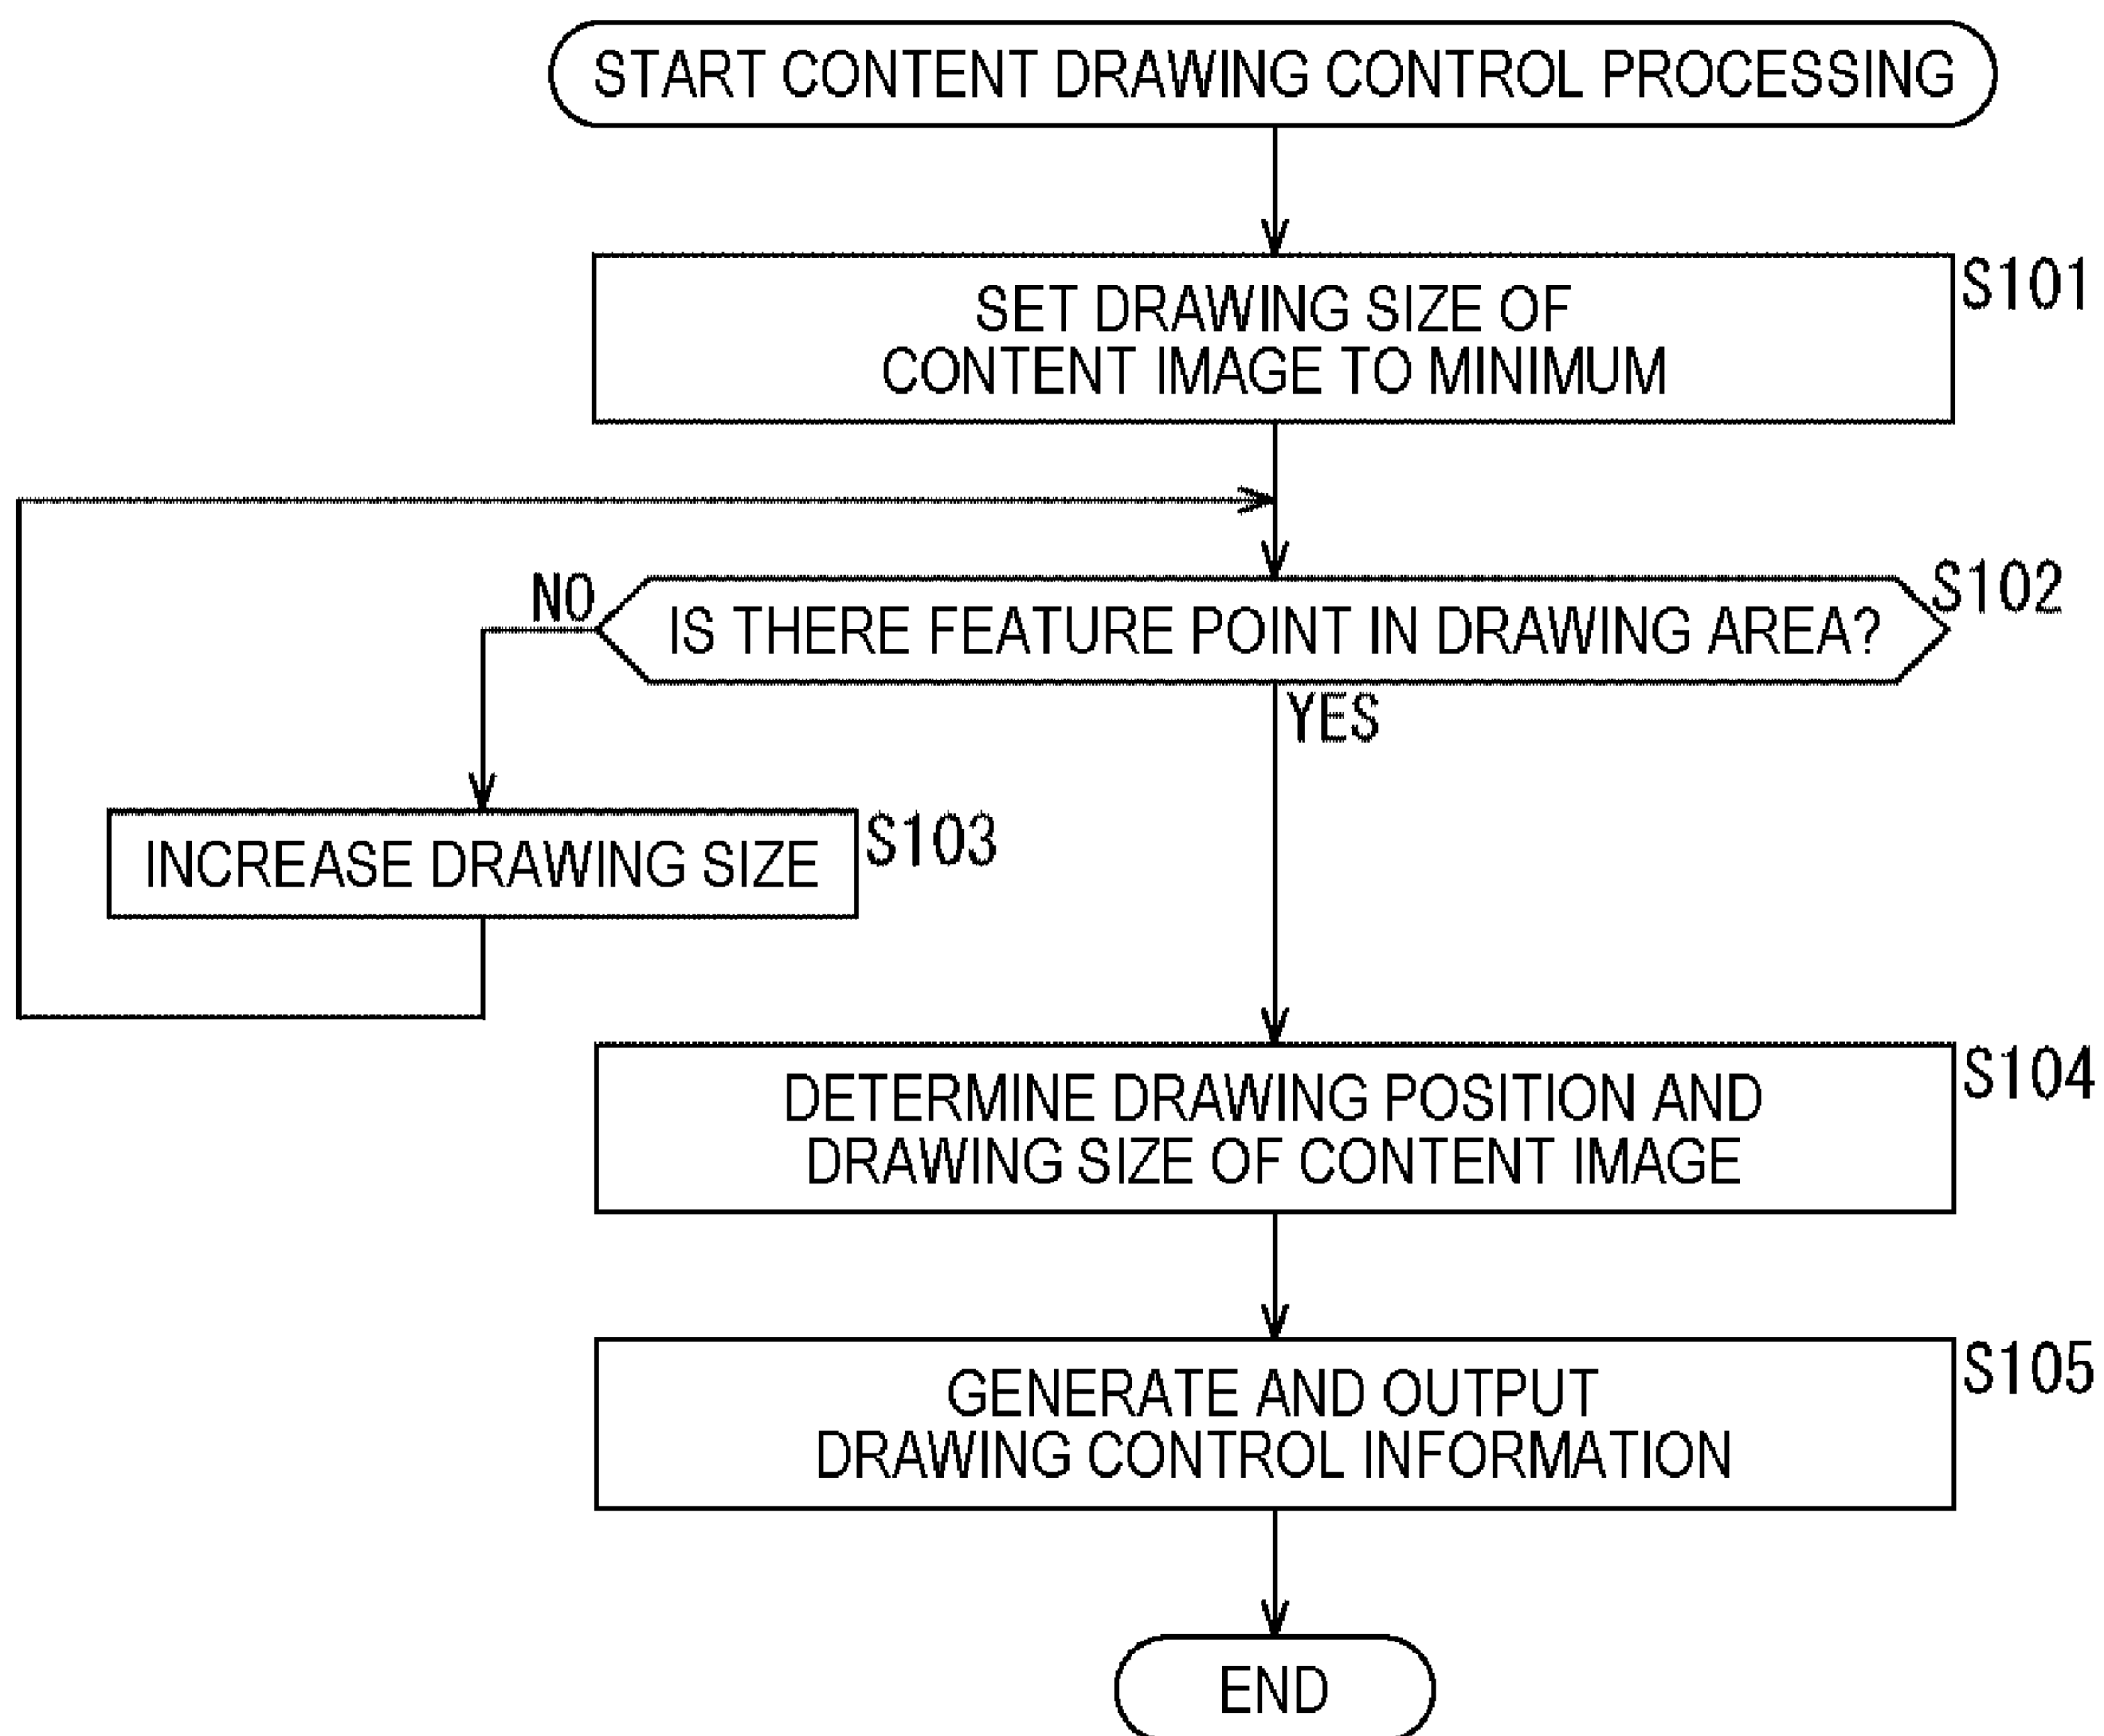 START CONTENT DRAWING CONTROL PROCESSING
S101
SET DRAWING SIZE OF
CONTENT IMAGE TO MINIMUM
NO
S102
IS THERE FEATURE POINT IN DRAWING AREA?
YES
INCREASE DRAWING SIZE
S103
S104
DETERMINE DRAWING POSITION AND
DRAWING SIZE OF CONTENT IMAGE
S105
GENERATE AND OUTPUT
DRAWING CONTROL INFORMATION
END